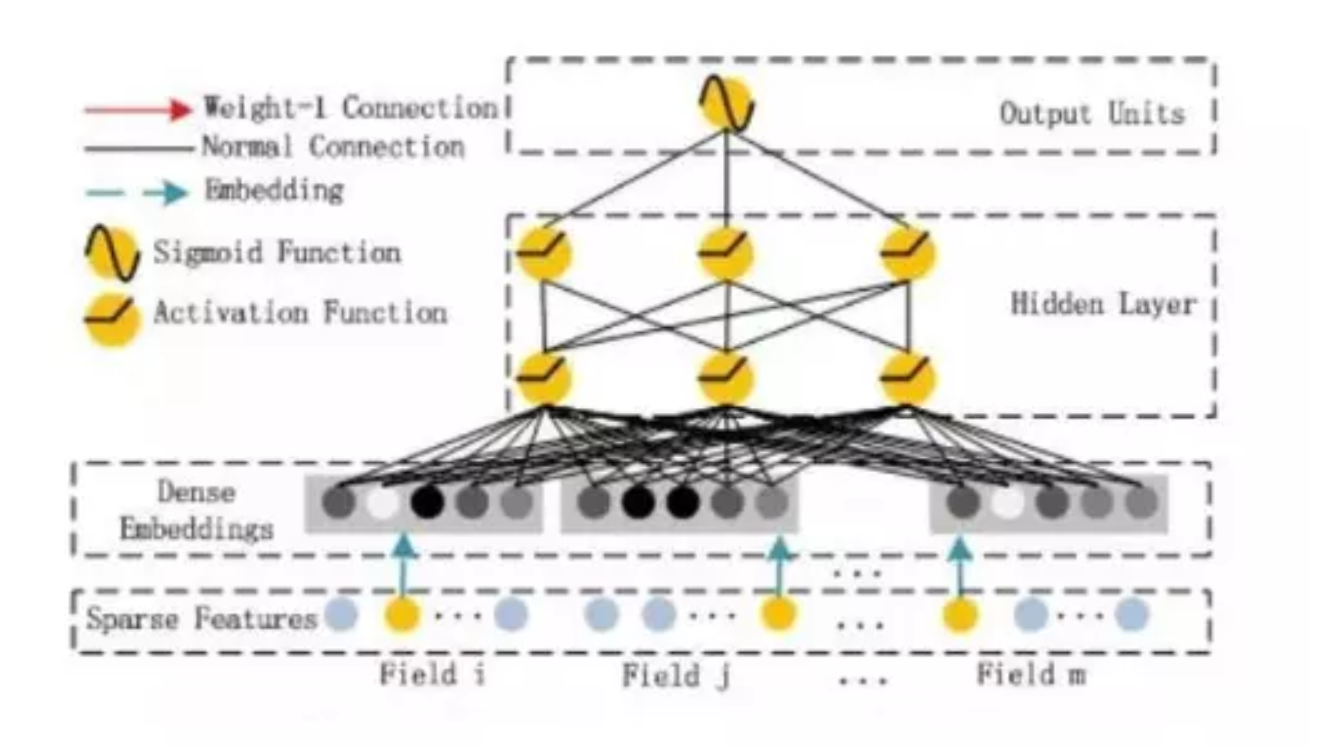 Weight-1 Connection
Normal Connection
Embedding
Sigmoid Function
Activation Function
Output Units
Hidden Layer
Dense
Embeddings
...
Sparse Features ... ... ... ...
Field i Field j ... Field m